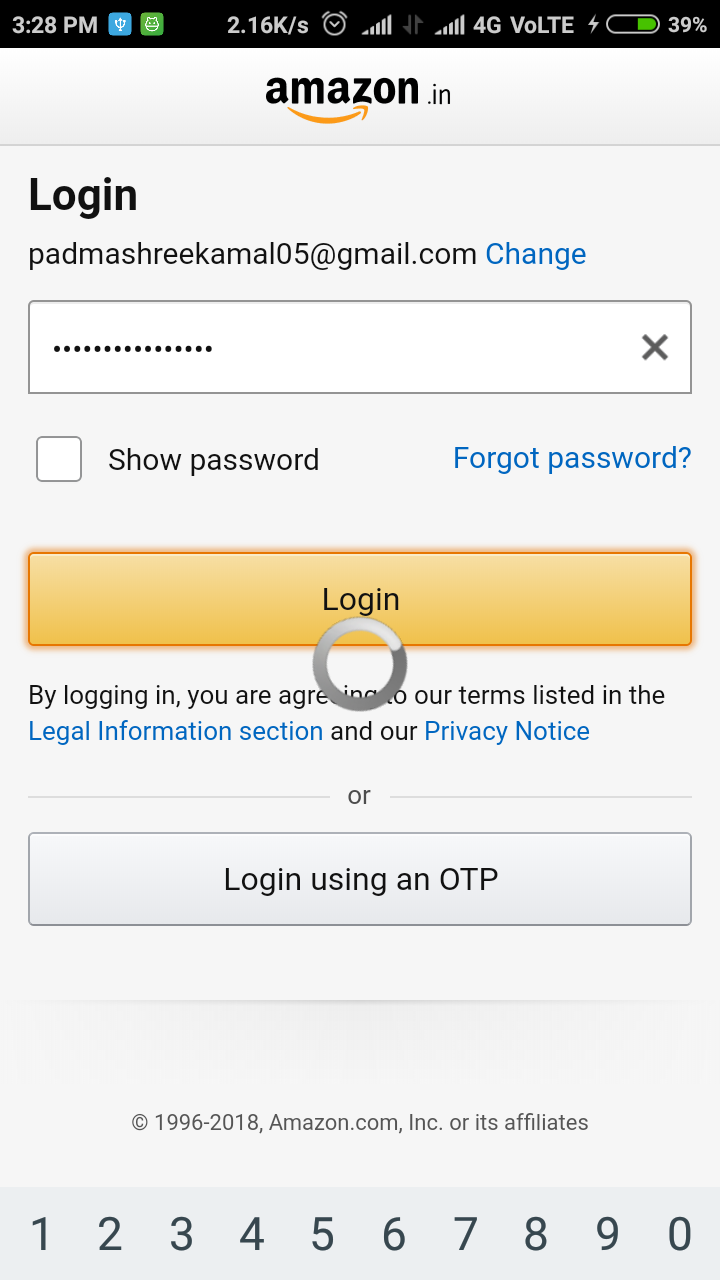 3:28 PM 2.16K/s 4G VoLTE 39%
amazon.in
Login
padmashreekamal05@gmail.com Change
••••••••••••••••
Show password Forgot password?
Login
By logging in, you are agreeing to our terms listed in the
Legal Information section and our Privacy Notice
or
Login using an OTP
© 1996-2018, Amazon.com, Inc. or its affiliates
1 2 3 4 5 6 7 8 9 0